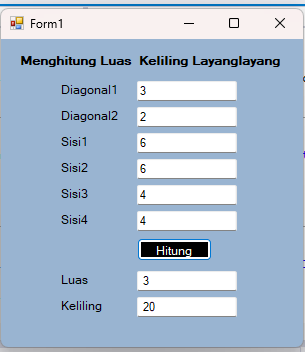 Form1
Menghitung Luas Keliling Layanglayang
Diagonal1 3
Diagonal2 2
Sisi1 6
Sisi2 6
Sisi3 4
Sisi4 4
Hitung
Luas 3
Keliling 20